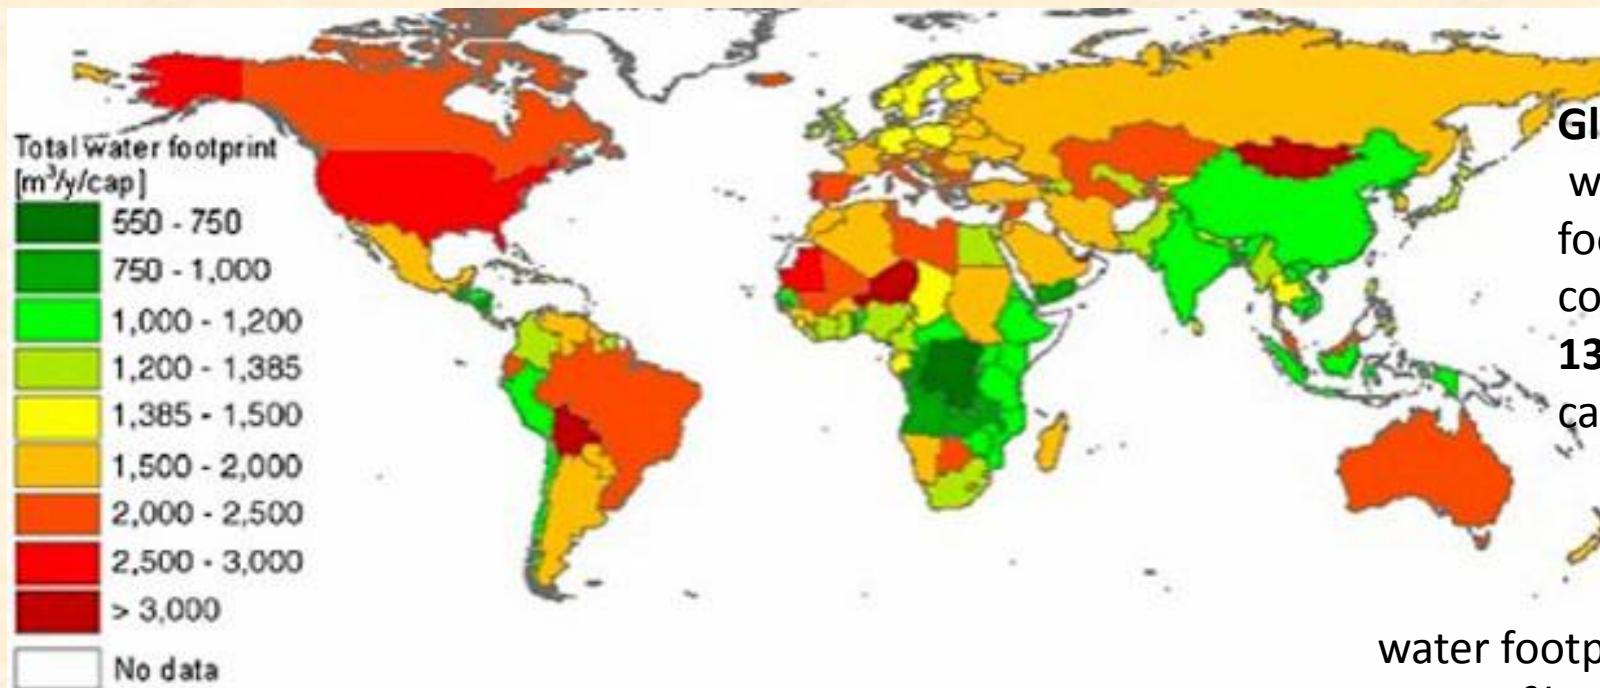 Total water footprint
[m³/y/cap]
550 - 750
750 - 1,000
1,000 - 1,200
1,200 - 1,385
1,385 - 1,500
1,500 - 2,000
2,000 - 2,500
2,500 - 3,000
> 3,000
No data
Gl
w
foo
co
13
ca
water footp